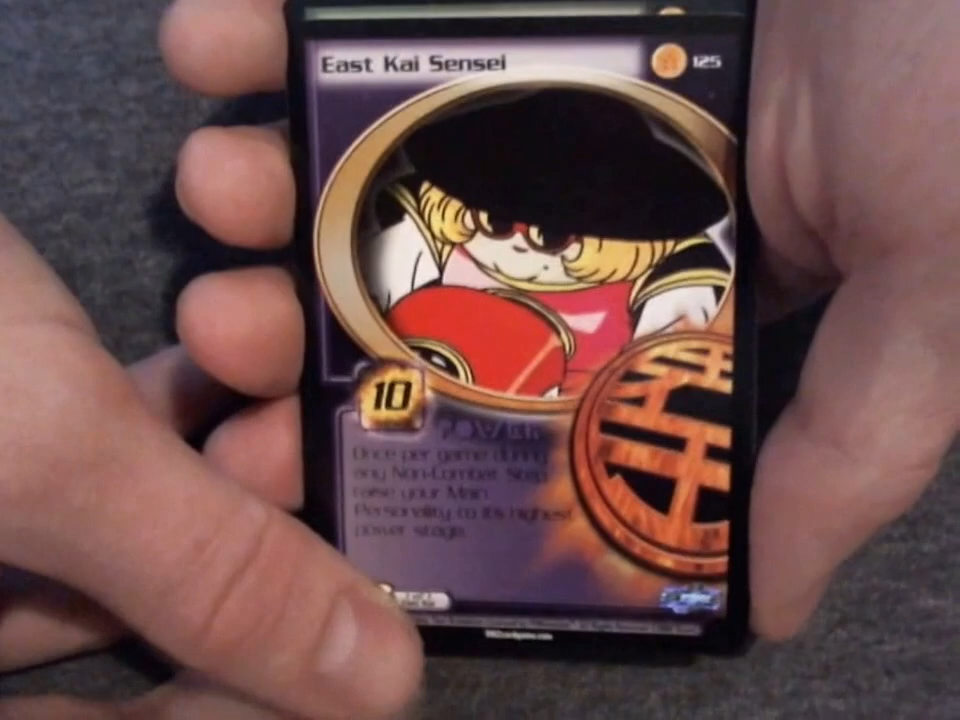 East Kai Sensei
125
10
POWER
Once per game during
any Non-Combat Step
raise your Main
Personality to its highest
power stage.